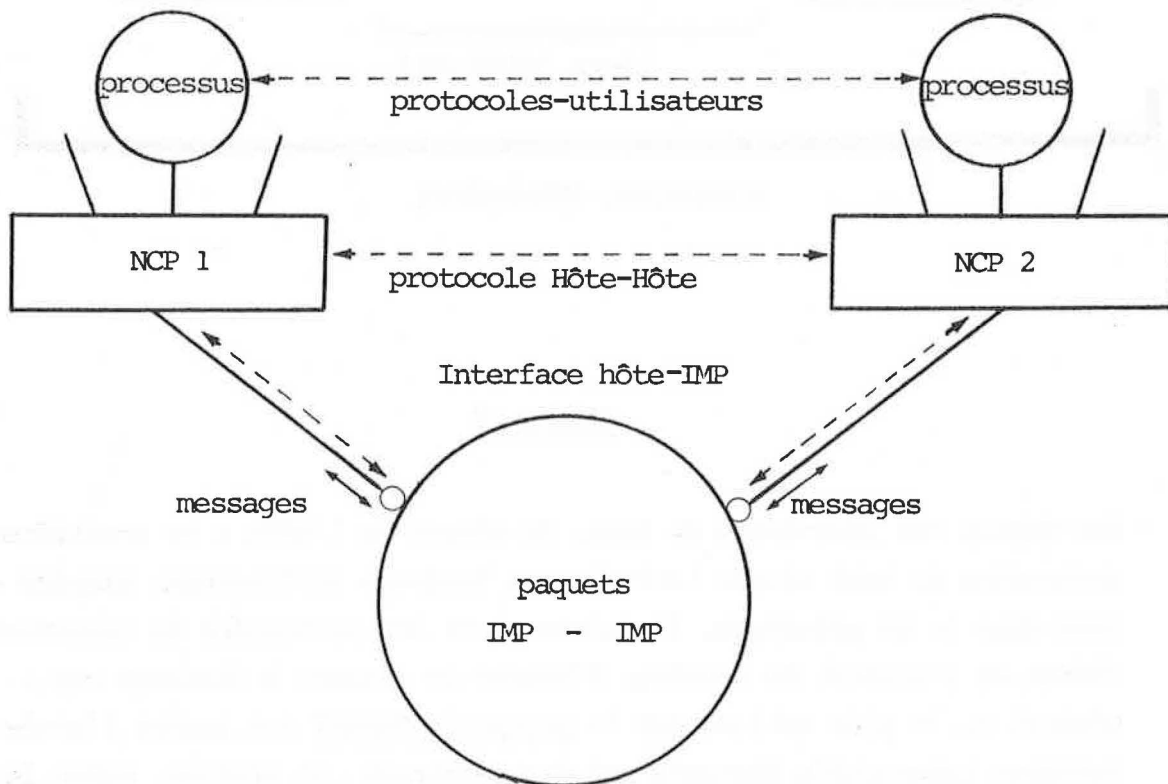 processus
processus
protocoles-utilisateurs
NCP 1
NCP 2
protocole Hôte-Hôte
Interface hôte-IMP
messages
messages
paquets
IMP - IMP